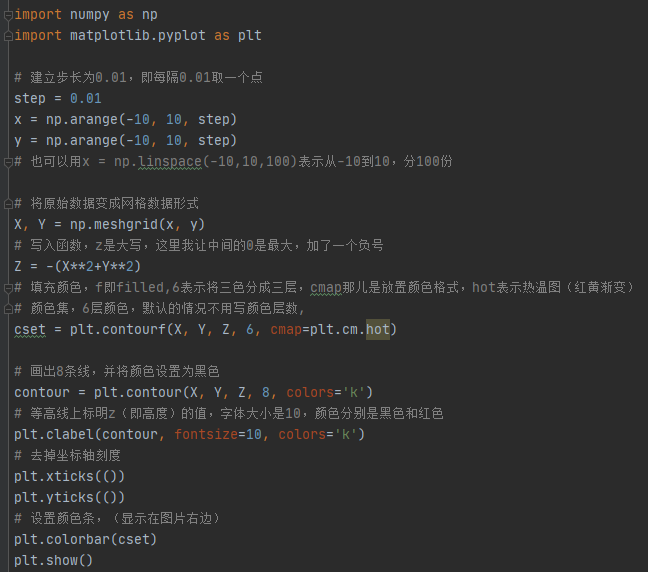 import numpy as np
import matplotlib.pyplot as plt
# 建立步长为0.01，即每隔0.01取一个点
step = 0.01
x = np.arange(-10, 10, step)
y = np.arange(-10, 10, step)
# 也可以用x = np.linspace(-10,10,100)表示从-10到10，分100份
# 将原始数据变成网格数据形式
X, Y = np.meshgrid(x, y)
# 写入函数，z是大写，这里我让中间的0是最大，加了一个负号
Z = -(X**2+Y**2)
# 填充颜色，f即filled,6表示将三色分成三层，cmap那儿是放置颜色格式，hot表示热温图（红黄渐变）
# 颜色集，6层颜色，默认的情况不用写颜色层数,
cset = plt.contourf(X, Y, Z, 6, cmap=plt.cm.hot)
# 画出8条线，并将颜色设置为黑色
contour = plt.contour(X, Y, Z, 8, colors='k')
# 等高线上标明z（即高度）的值，字体大小是10，颜色分别是黑色和红色
plt.clabel(contour, fontsize=10, colors='k')
# 去掉坐标轴刻度
plt.xticks(())
plt.yticks(())
# 设置颜色条，（显示在图片右边）
plt.colorbar(cset)
plt.show()